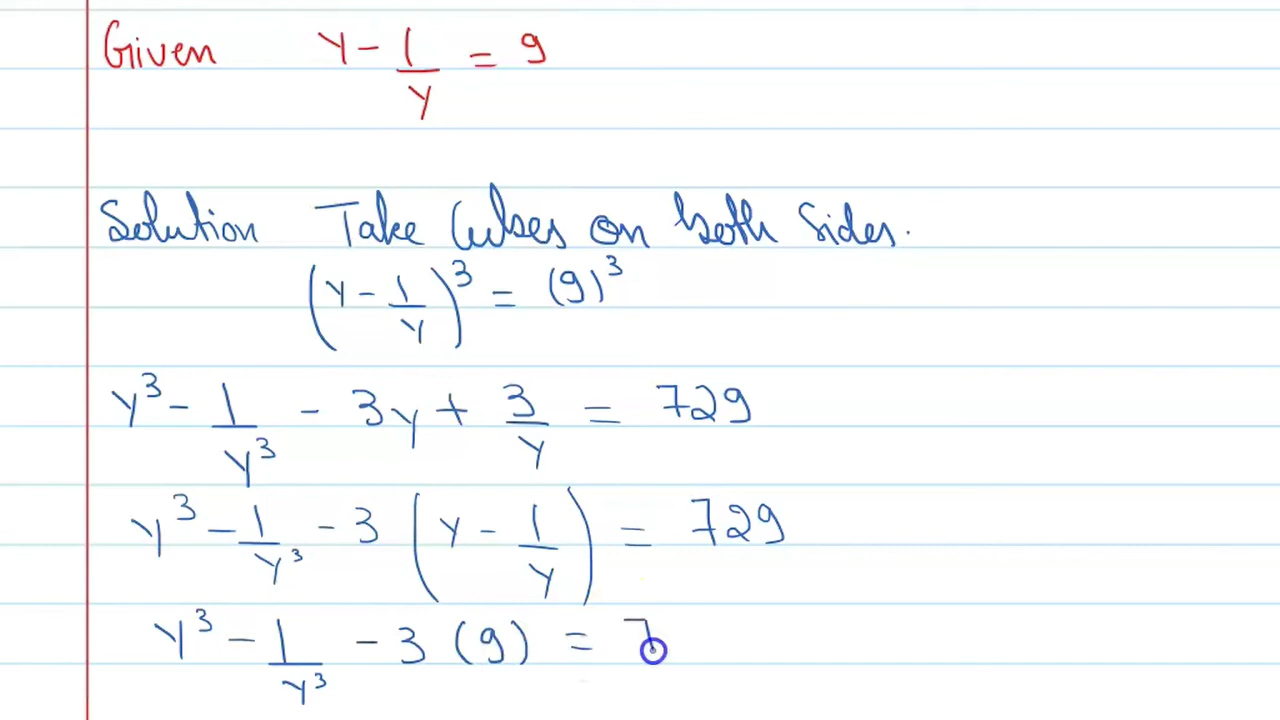 Given y - 1/y = 9
Solution Take Cubes on both Sides.
(y - 1/y)³ = (9)³
y³ - 1/y³ - 3y + 3/y = 729
y³ - 1/y³ - 3(y - 1/y) = 729
y³ - 1/y³ - 3(9) = 7